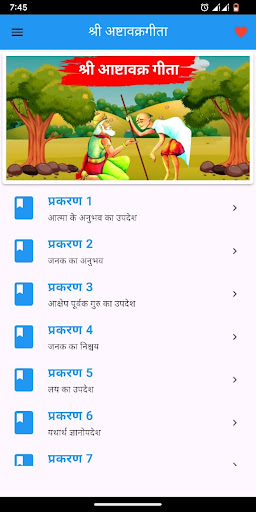 7:45
श्री अष्टावक्रगीता
श्री आष्टावक्र गीता
प्रकरण 1
आत्मा के अनुभव का उपदेश
प्रकरण 2
जनक का अनुभव
प्रकरण 3
आक्षेप पूर्वक गुरु का उपदेश
प्रकरण 4
जनक का निश्चय
प्रकरण 5
लय का उपदेश
प्रकरण 6
यथार्थ ज्ञानोपदेश
प्रकरण 7